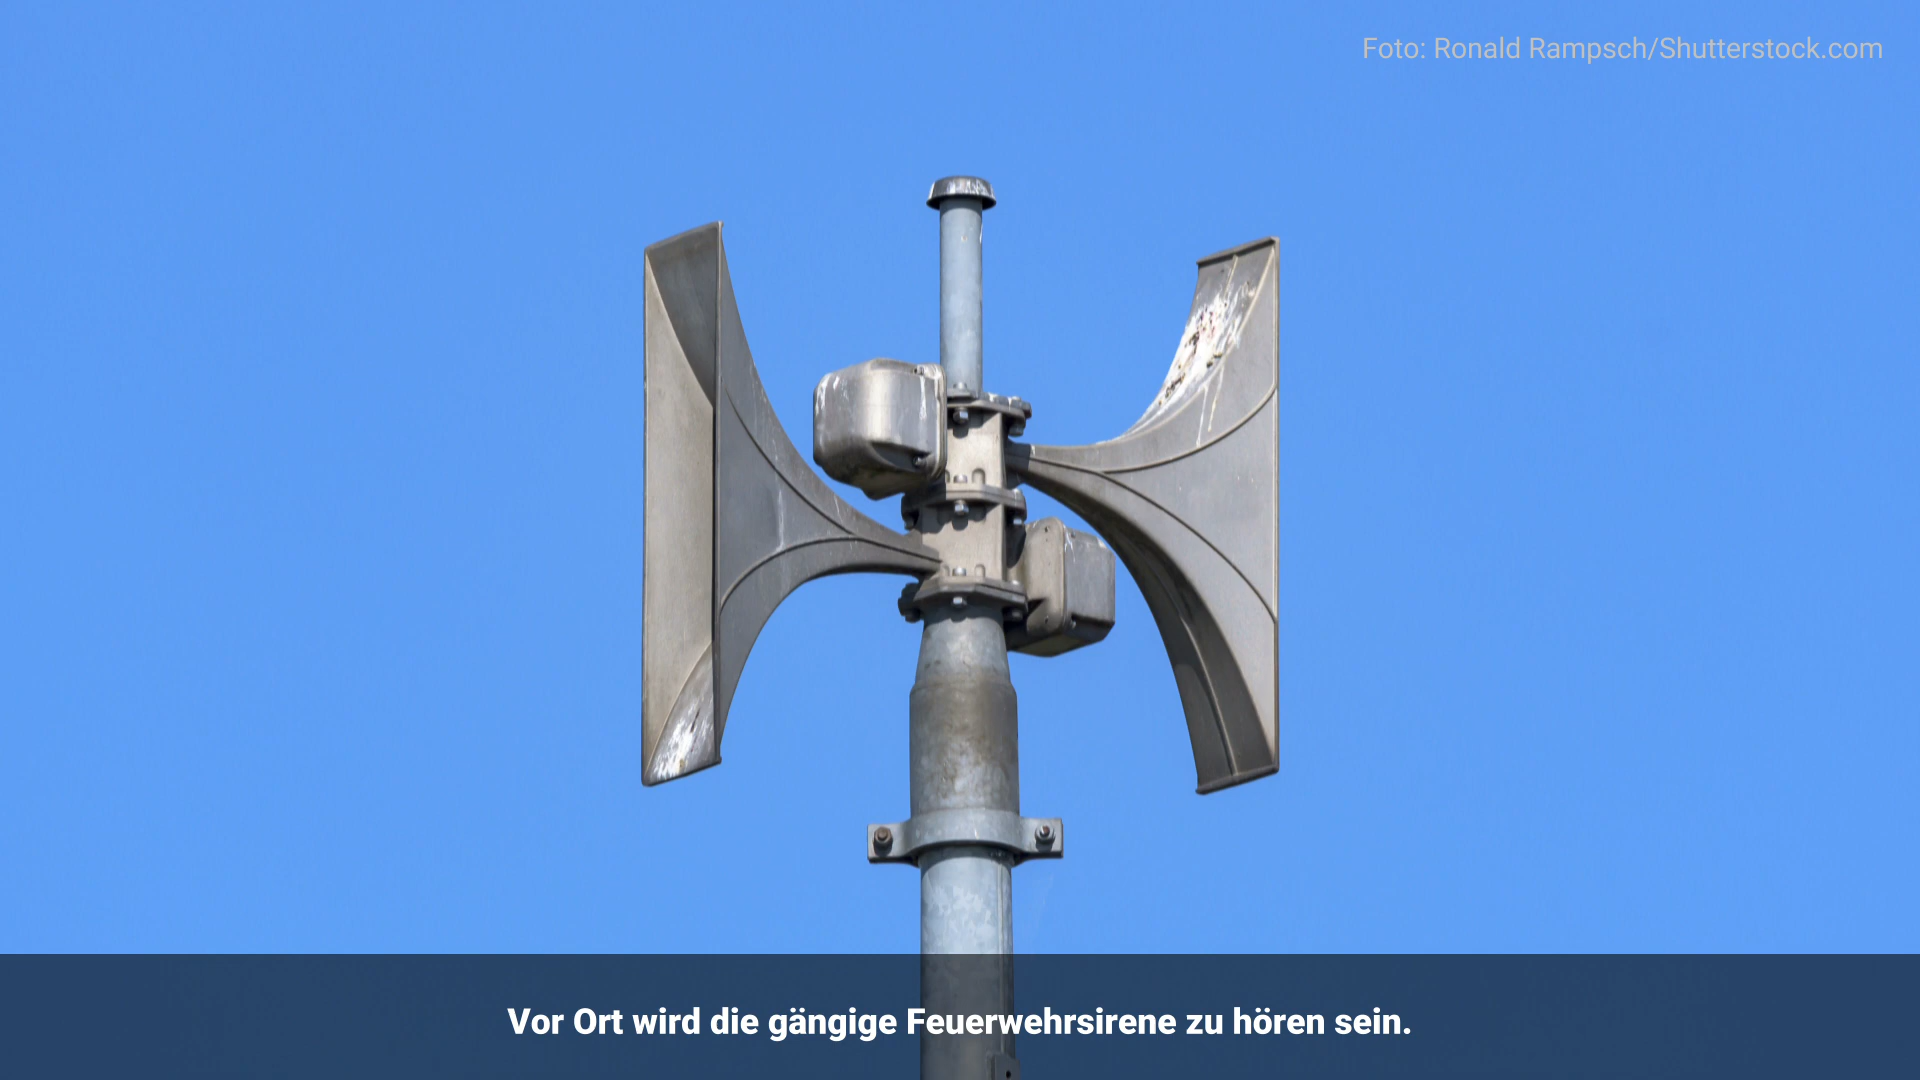 Foto: Ronald Rampsch/Shutterstock.com
Vor Ort wird die gängige Feuerwehrsirene zu hören sein.